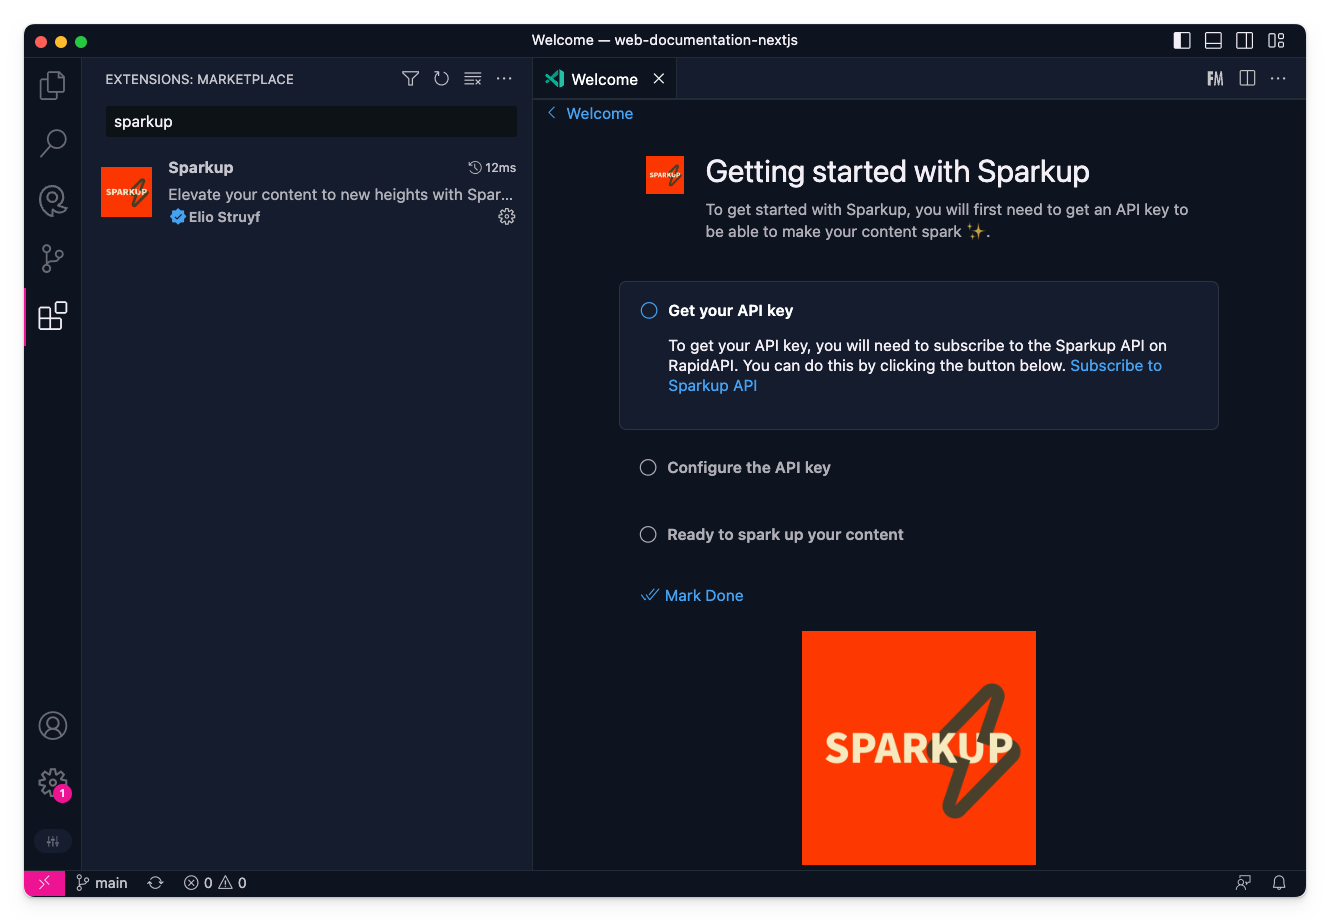 Welcome — web-documentation-nextjs
EXTENSIONS: MARKETPLACE
sparkup
SPARKUP
Sparkup
12ms
Elevate your content to new heights with Spar...
Elio Struyf
Welcome
FM
Welcome
SPARKUP
Getting started with Sparkup
To get started with Sparkup, you will first need to get an API key to
be able to make your content spark ✨.
Get your API key
To get your API key, you will need to subscribe to the Sparkup API on
RapidAPI. You can do this by clicking the button below. Subscribe to
Sparkup API
Configure the API key
Ready to spark up your content
Mark Done
SPARKUP
1
main
0
0